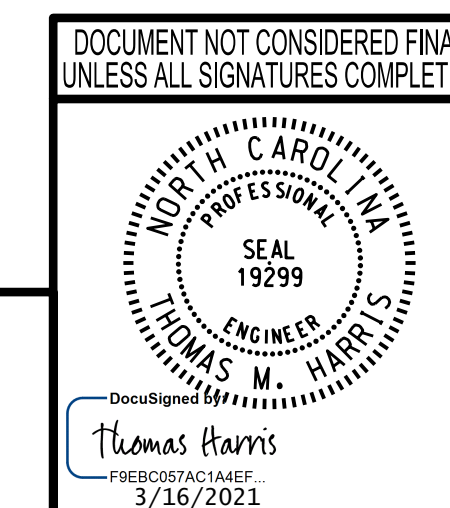 DOCUMENT NOT CONSIDERED FINA
UNLESS ALL SIGNATURES COMPLET
NORTH CAROLINA
PROFESSIONAL
SEAL
19299
ENGINEER
THOMAS M. HARRIS
DocuSigned by:
Thomas Harris
F9EBC057AC1A4EF...
3/16/2021